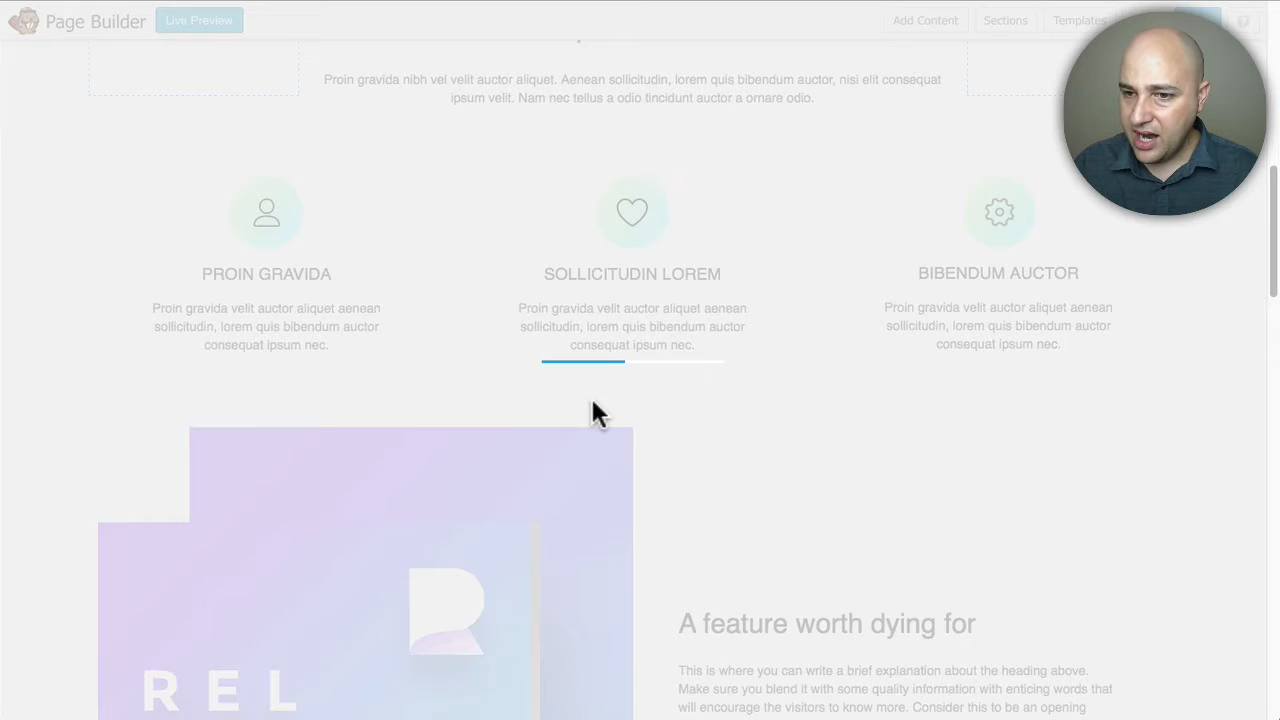 Page Builder
Live Preview
Add Content
Sections
Templates
Proin gravida nibh vel velit auctor aliquet. Aenean sollicitudin, lorem quis bibendum auctor, nisi elit consequat
ipsum velit. Nam nec tellus a odio tincidunt auctor a ornare odio.
PROIN GRAVIDA
Proin gravida velit auctor aliquet aenean
sollicitudin, lorem quis bibendum auctor
consequat ipsum nec.
SOLLICITUDIN LOREM
Proin gravida velit auctor aliquet aenean
sollicitudin, lorem quis bibendum auctor
consequat ipsum nec.
BIBENDUM AUCTOR
Proin gravida velit auctor aliquet aenean
sollicitudin, lorem quis bibendum auctor
consequat ipsum nec.
R
REL
A feature worth dying for
This is where you can write a brief explanation about the heading above.
Make sure you blend it with some quality information with enticing words that
will encourage the visitors to know more. Consider this to be an opening